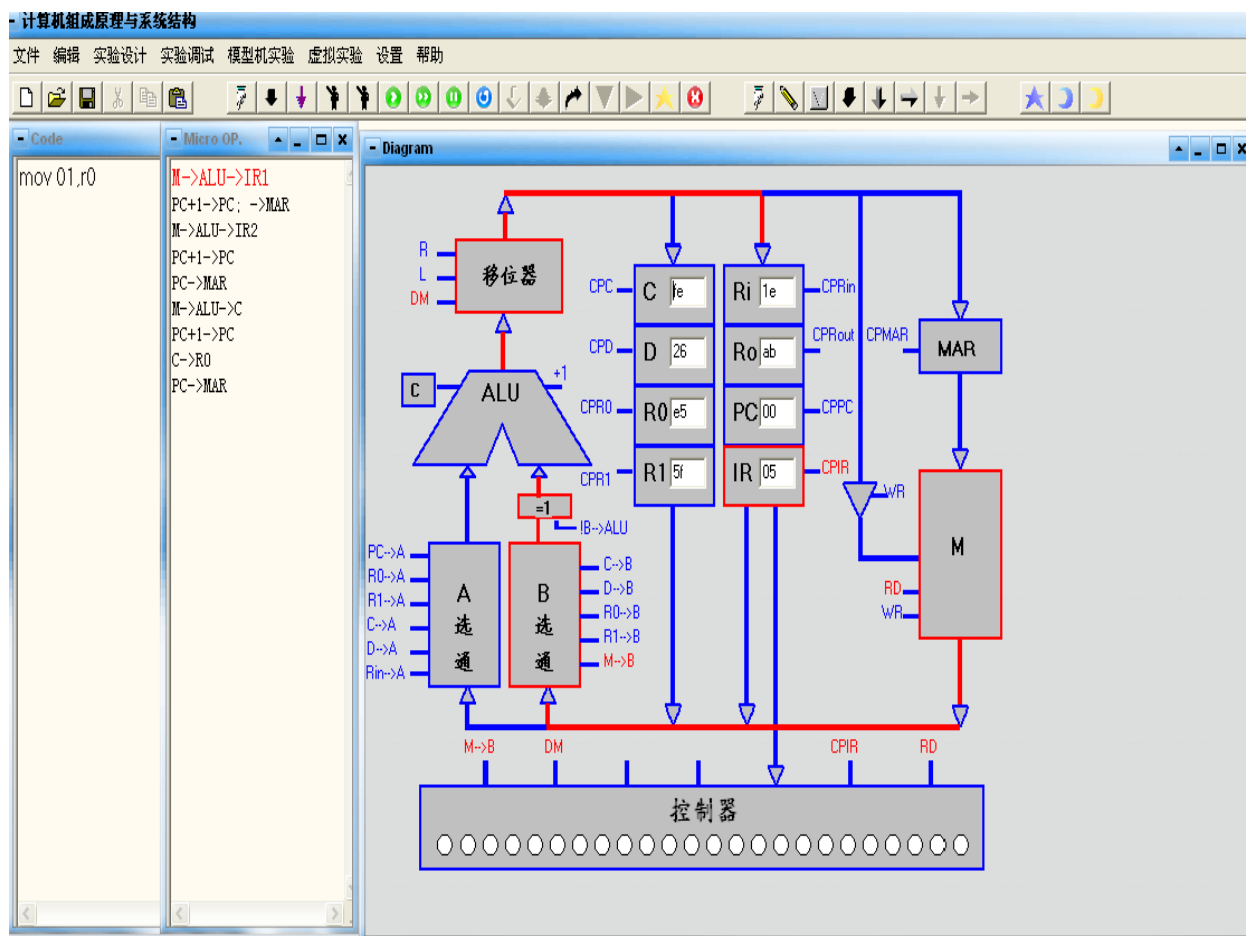 计算机组成原理与系统结构
文件 编辑 实验设计 实验调试 模型机实验 虚拟实验 设置 帮助
Code
mov 01,r0
Micro OP.
M->ALU->IR1
PC+1->PC; ->MAR
M->ALU->IR2
PC+1->PC
PC->MAR
M->ALU->C
PC+1->PC
C->R0
PC->MAR
Diagram
R
L
DM
移位器
C
ALU
+1
=1
!B-->ALU
PC-->A
R0-->A
R1-->A
C-->A
D-->A
Rin-->A
A选通
B选通
C-->B
D-->B
R0-->B
R1-->B
M-->B
CPC
C fe
CPD
D 26
CPR0
R0 e5
CPR1
R1 5f
Ri 1e
CPRin
Ro ab
CPRout
PC 00
CPPC
IR 05
CPIR
CPMAR
MAR
WR
M
RD
WR
M-->B
DM
CPIR
RD
控制器